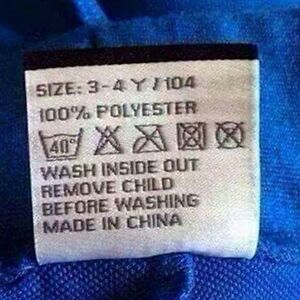 SIZE: 3-4 Y/104
100% POLYESTER
40°
WASH INSIDE OUT
REMOVE CHILD
BEFORE WASHING
MADE IN CHINA